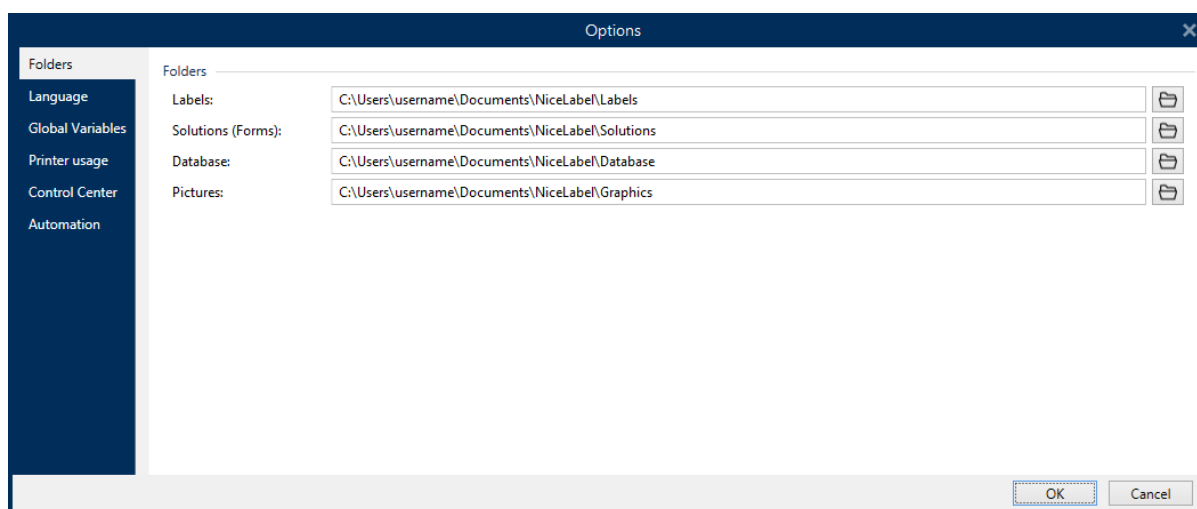 Options
Folders
Language
Global Variables
Printer usage
Control Center
Automation
Folders
Labels: C:\Users\username\Documents\NiceLabel\Labels
Solutions (Forms): C:\Users\username\Documents\NiceLabel\Solutions
Database: C:\Users\username\Documents\NiceLabel\Database
Pictures: C:\Users\username\Documents\NiceLabel\Graphics
OK Cancel